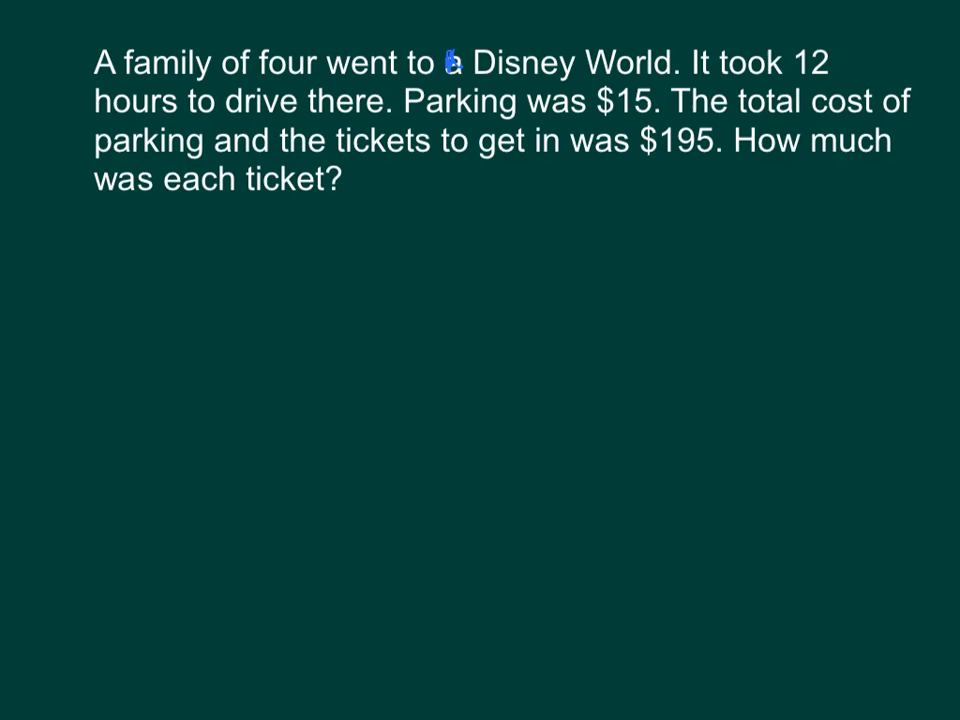 A family of four went to a Disney World. It took 12
hours to drive there. Parking was $15. The total cost of
parking and the tickets to get in was $195. How much
was each ticket?